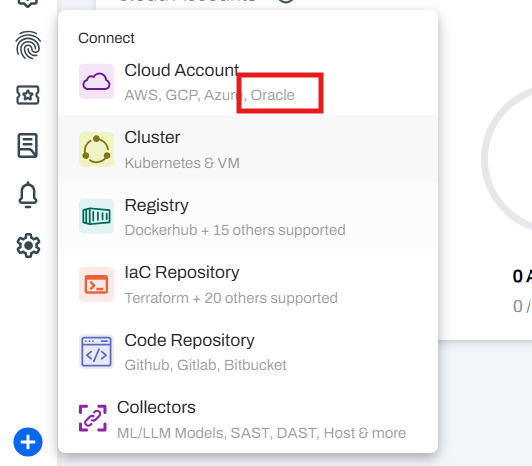 Connect
Cloud Account
AWS, GCP, Azure, Oracle
Cluster
Kubernetes & VM
Registry
Dockerhub + 15 others supported
IaC Repository
Terraform + 20 others supported
Code Repository
Github, Gitlab, Bitbucket
Collectors
ML/LLM Models, SAST, DAST, Host & more
0 A
0 /